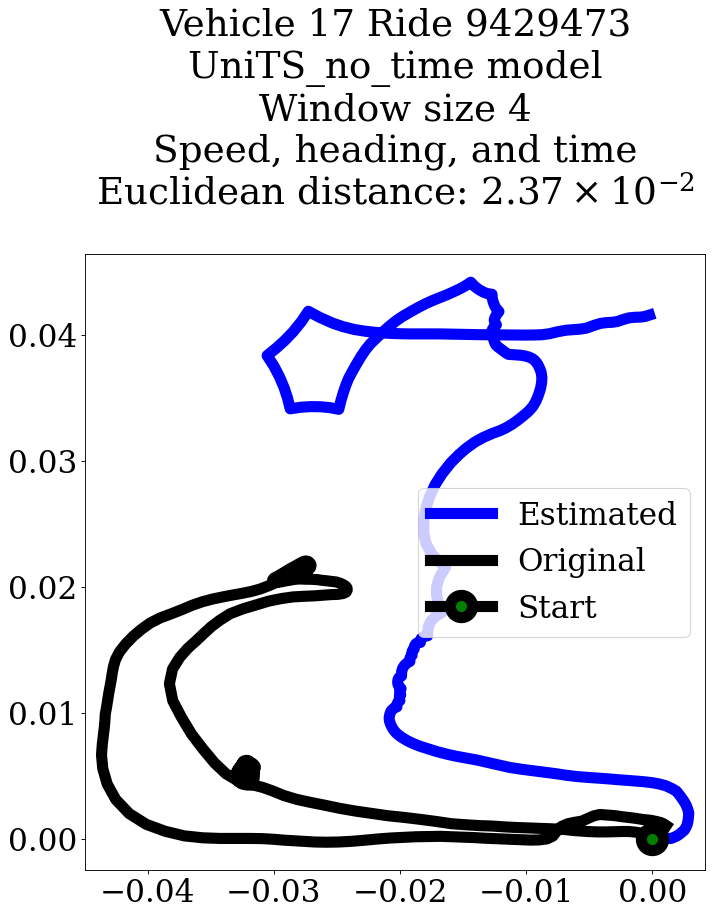 Vehicle 17 Ride 9429473
UniTS_no_time model
Window size 4
Speed, heading, and time
Euclidean distance: 2.37 × 10⁻²
0.04
0.03
Estimated
Original
0.02
Start
0.01
0.00
−0.04 −0.03 −0.02 −0.01 0.00